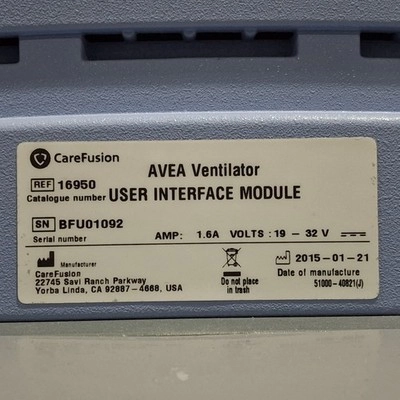 CareFusion
AVEA Ventilator
REF 16950
Catalogue number
USER INTERFACE MODULE
SN BFU01092
Serial number
AMP: 1.6A VOLTS: 19 - 32 V
Manufacturer
CareFusion
22745 Savi Ranch Parkway
Yorba Linda, CA 92887-4668, USA
Do not place
in trash
2015-01-21
Date of manufacture
51000-40821(J)